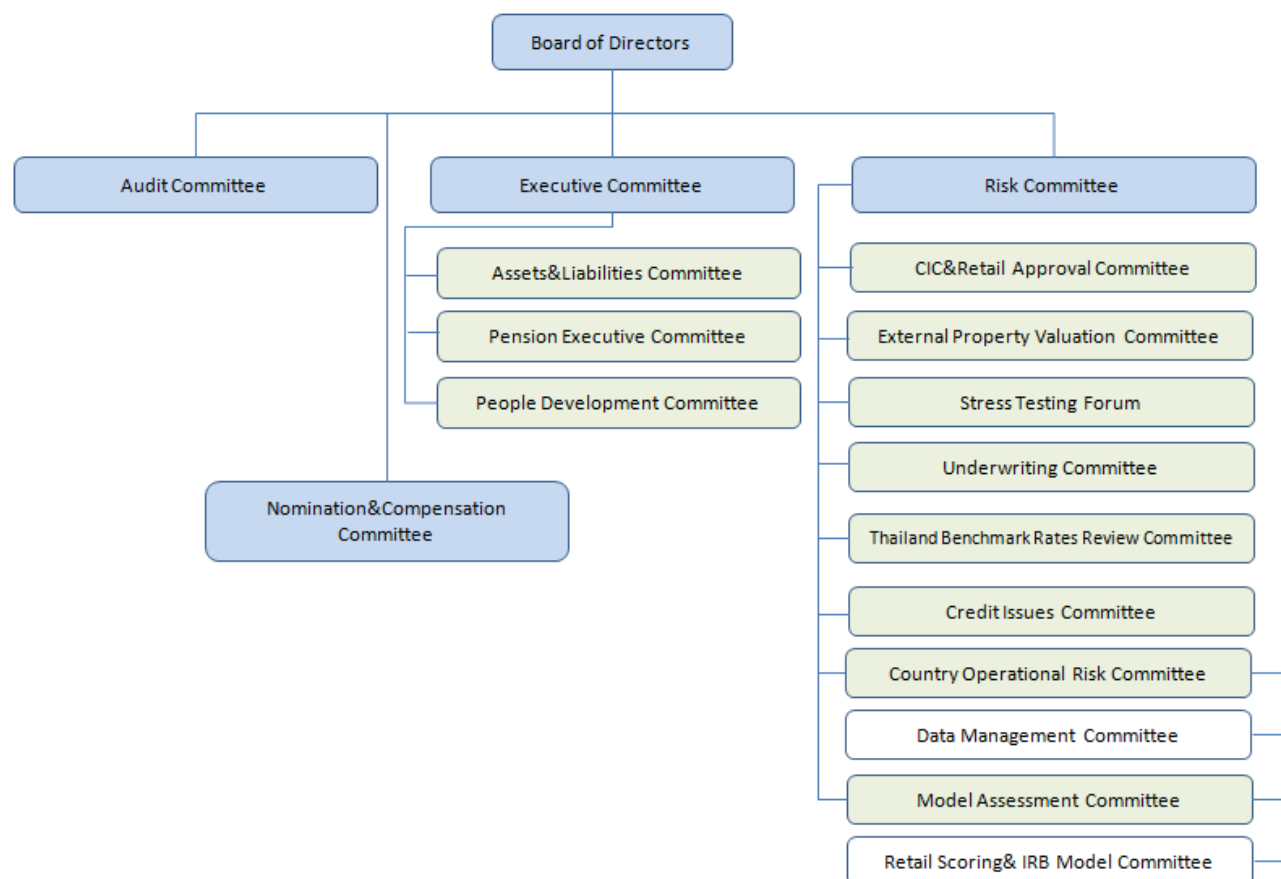 Board of Directors
Audit Committee
Executive Committee
Risk Committee
Assets&Liabilities Committee
Pension Executive Committee
People Development Committee
Nomination&Compensation
Committee
CIC&Retail Approval Committee
External Property Valuation Committee
Stress Testing Forum
Underwriting Committee
Thailand Benchmark Rates Review Committee
Credit Issues Committee
Country Operational Risk Committee
Data Management Committee
Model Assessment Committee
Retail Scoring& IRB Model Committee